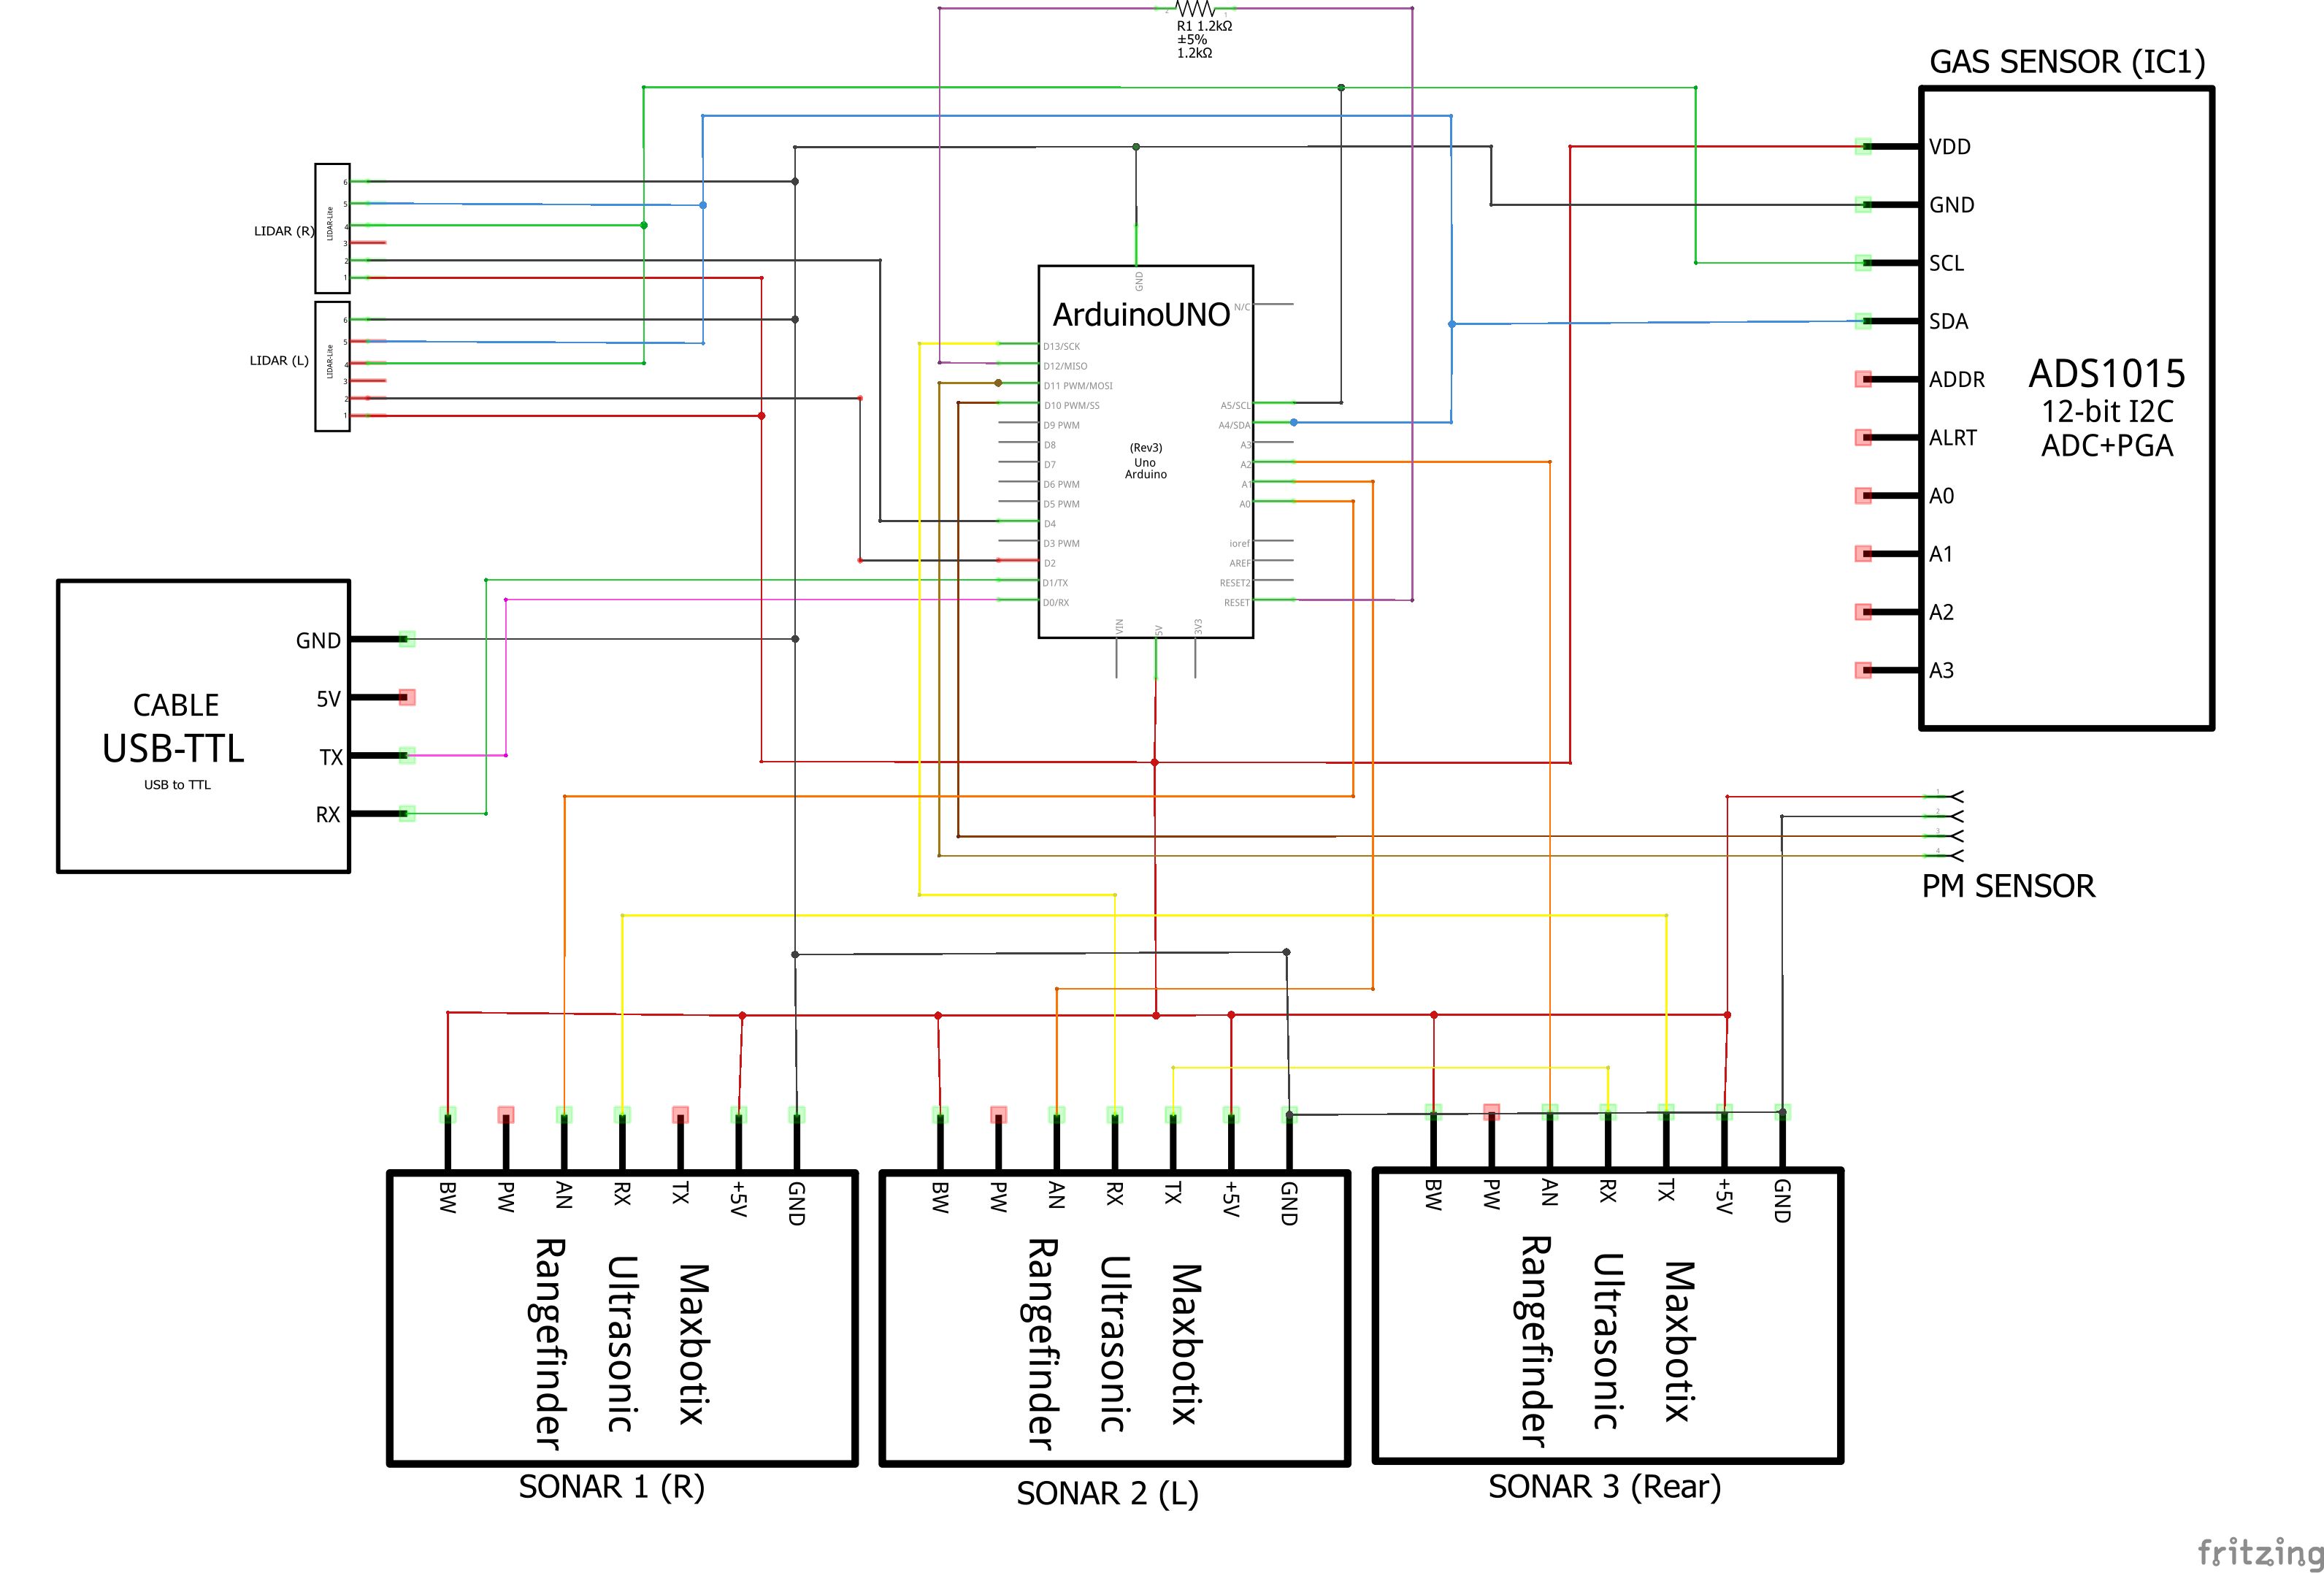 2
1
R1 1.2kΩ
±5%
1.2kΩ
GAS SENSOR (IC1)
VDD
GND
SCL
SDA
ADDR
ALRT
A0
A1
A2
A3
ADS1015
12-bit I2C
ADC+PGA
LIDAR (R)
LIDAR-Lite
6
5
4
3
2
1
LIDAR (L)
LIDAR-Lite
6
5
4
3
2
1
ArduinoUNO
GND
N/C
D13/SCK
D12/MISO
D11 PWM/MOSI
D10 PWM/SS
D9 PWM
D8
D7
D6 PWM
D5 PWM
D4
D3 PWM
D2
D1/TX
D0/RX
A5/SCL
A4/SDA
A3
A2
A1
A0
ioref
AREF
RESET2
RESET
(Rev3)
Uno
Arduino
VIN
5V
3V3
GND
5V
TX
RX
CABLE
USB-TTL
USB to TTL
1
2
3
4
PM SENSOR
BW
PW
AN
RX
TX
+5V
GND
Maxbotix
Ultrasonic
Rangefinder
SONAR 1 (R)
BW
PW
AN
RX
TX
+5V
GND
Maxbotix
Ultrasonic
Rangefinder
SONAR 2 (L)
BW
PW
AN
RX
TX
+5V
GND
Maxbotix
Ultrasonic
Rangefinder
SONAR 3 (Rear)
fritzing